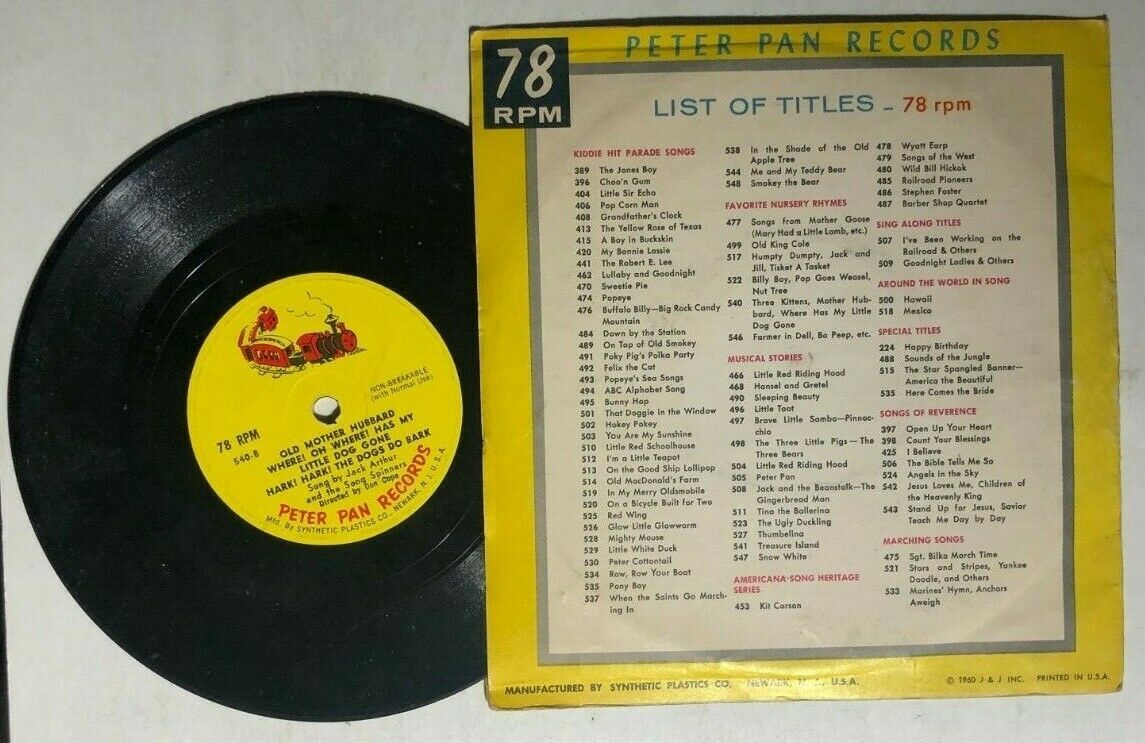 NON-BREAKABLE
(with Normal Use)
78 RPM
540-B
OLD MOTHER HUBBARD
WHERE! OH WHERE! HAS MY
LITTLE DOG GONE
HARK! HARK! THE DOGS DO BARK
Sung by Jack Arthur
and the Song Spinners
Directed by Don Cope
PETER PAN RECORDS
Mfd. BY SYNTHETIC PLASTICS CO., NEWARK, N.J., U.S.A.
78
RPM
PETER PAN RECORDS
LIST OF TITLES - 78 rpm
KIDDIE HIT PARADE SONGS
389 The Jones Boy
396 Choo'n Gum
404 Little Sir Echo
406 Pop Corn Man
408 Grandfather's Clock
413 The Yellow Rose of Texas
415 A Boy in Buckskin
420 My Bonnie Lassie
441 The Robert E. Lee
462 Lullaby and Goodnight
470 Sweetie Pie
474 Popeye
476 Buffalo Billy—Big Rock Candy
Mountain
484 Down by the Station
489 On Top of Old Smokey
491 Poky Pig's Polka Party
492 Felix the Cat
493 Popeye's Sea Songs
494 ABC Alphabet Song
495 Bunny Hop
501 That Doggie in the Window
502 Hokey Pokey
503 You Are My Sunshine
510 Little Red Schoolhouse
512 I'm a Little Teapot
513 On the Good Ship Lollipop
514 Old MacDonald's Farm
519 In My Merry Oldsmobile
520 On a Bicycle Built for Two
525 Red Wing
526 Glow Little Glowworm
528 Mighty Mouse
529 Little White Duck
530 Peter Cottontail
534 Row, Row Your Boat
535 Pony Boy
537 When the Saints Go March-
ing In
538 In the Shade of the Old
Apple Tree
544 Me and My Teddy Bear
548 Smokey the Bear
FAVORITE NURSERY RHYMES
477 Songs from Mother Goose
(Mary Had a Little Lamb, etc.)
499 Old King Cole
517 Humpty Dumpty, Jack and
Jill, Tisket A Tasket
522 Billy Boy, Pop Goes Weasel,
Nut Tree
540 Three Kittens, Mother Hub-
bard, Where Has My Little
Dog Gone
546 Farmer in Dell, Bo Peep, etc.
MUSICAL STORIES
466 Little Red Riding Hood
468 Hansel and Gretel
490 Sleeping Beauty
496 Little Toot
497 Brave Little Sambo—Pinnoc-
chio
498 The Three Little Pigs—The
Three Bears
504 Little Red Riding Hood
505 Peter Pan
508 Jack and the Beanstalk—The
Gingerbread Man
511 Tina the Ballerina
523 The Ugly Duckling
527 Thumbelina
541 Treasure Island
547 Snow White
AMERICANA SONG HERITAGE
SERIES
453 Kit Carson
478 Wyatt Earp
479 Songs of the West
480 Wild Bill Hickok
485 Railroad Pioneers
486 Stephen Foster
487 Barber Shop Quartet
SING ALONG TITLES
507 I've Been Working on the
Railroad & Others
509 Goodnight Ladies & Others
AROUND THE WORLD IN SONG
500 Hawaii
518 Mexico
SPECIAL TITLES
224 Happy Birthday
488 Sounds of the Jungle
515 The Star Spangled Banner—
America the Beautiful
535 Here Comes the Bride
SONGS OF REVERENCE
397 Open Up Your Heart
398 Count Your Blessings
425 I Believe
506 The Bible Tells Me So
524 Angels in the Sky
542 Jesus Loves Me, Children of
the Heavenly King
543 Stand Up for Jesus, Savior
Teach Me Day by Day
MARCHING SONGS
475 Sgt. Bilko March Time
521 Stars and Stripes, Yankee
Doodle, and Others
533 Marines' Hymn, Anchors
Aweigh
MANUFACTURED BY SYNTHETIC PLASTICS CO. NEWARK, U.S.A.
© 1960 J & J INC. PRINTED IN U.S.A.